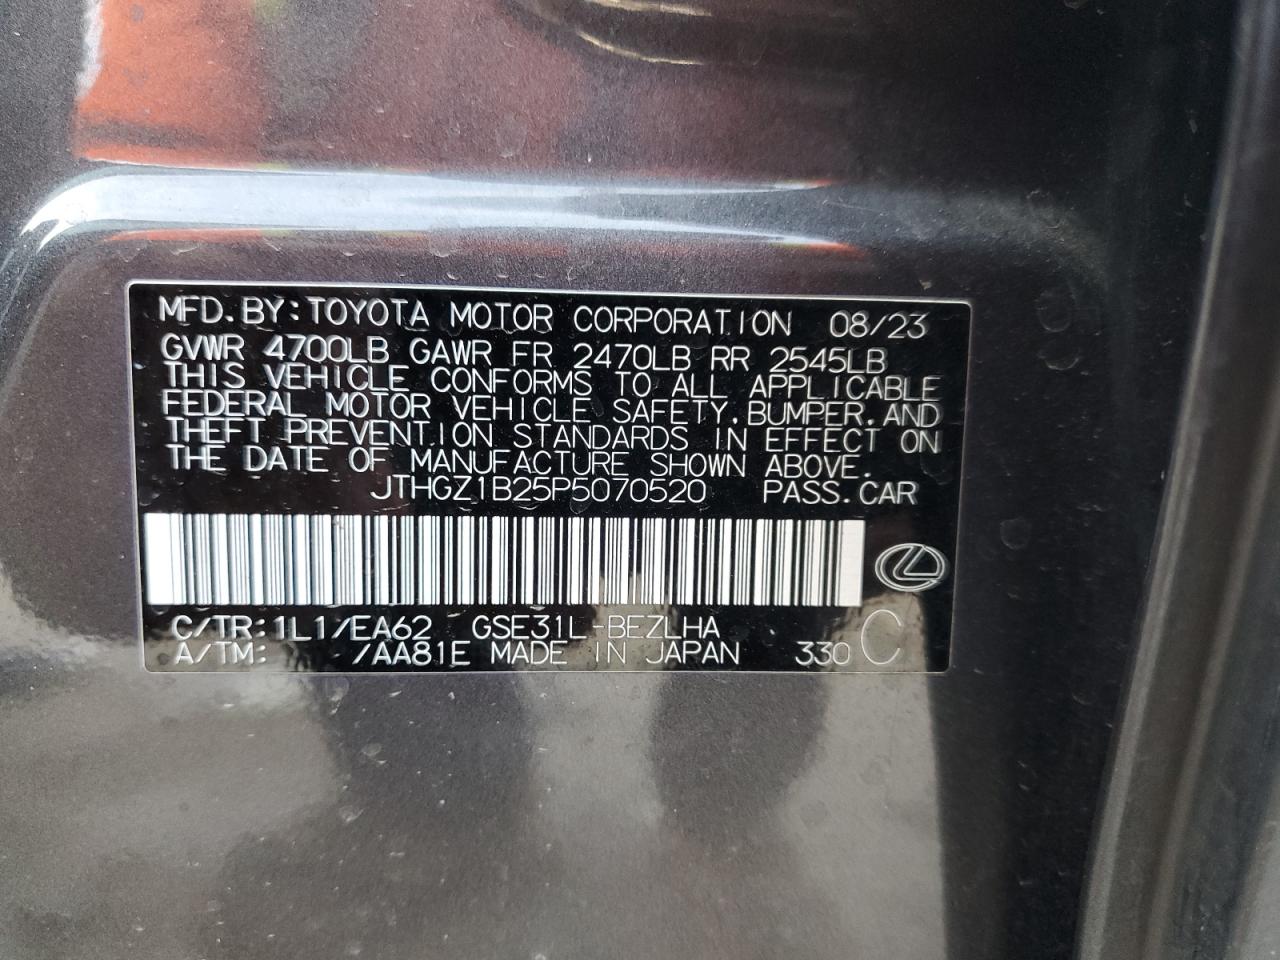 MFD. BY: TOYOTA MOTOR CORPORATION 08/23
GVWR 4700LB GAWR FR 2470LB RR 2545LB
THIS VEHICLE CONFORMS TO ALL APPLICABLE
FEDERAL MOTOR VEHICLE SAFETY, BUMPER, AND
THEFT PREVENTION STANDARDS IN EFFECT ON
THE DATE OF MANUFACTURE SHOWN ABOVE.
JTHGZ1B25P5070520 PASS. CAR
C/TR: 1L1/EA62 GSE31L-BEZLHA
A/TM: /AA81E MADE IN JAPAN 330 C